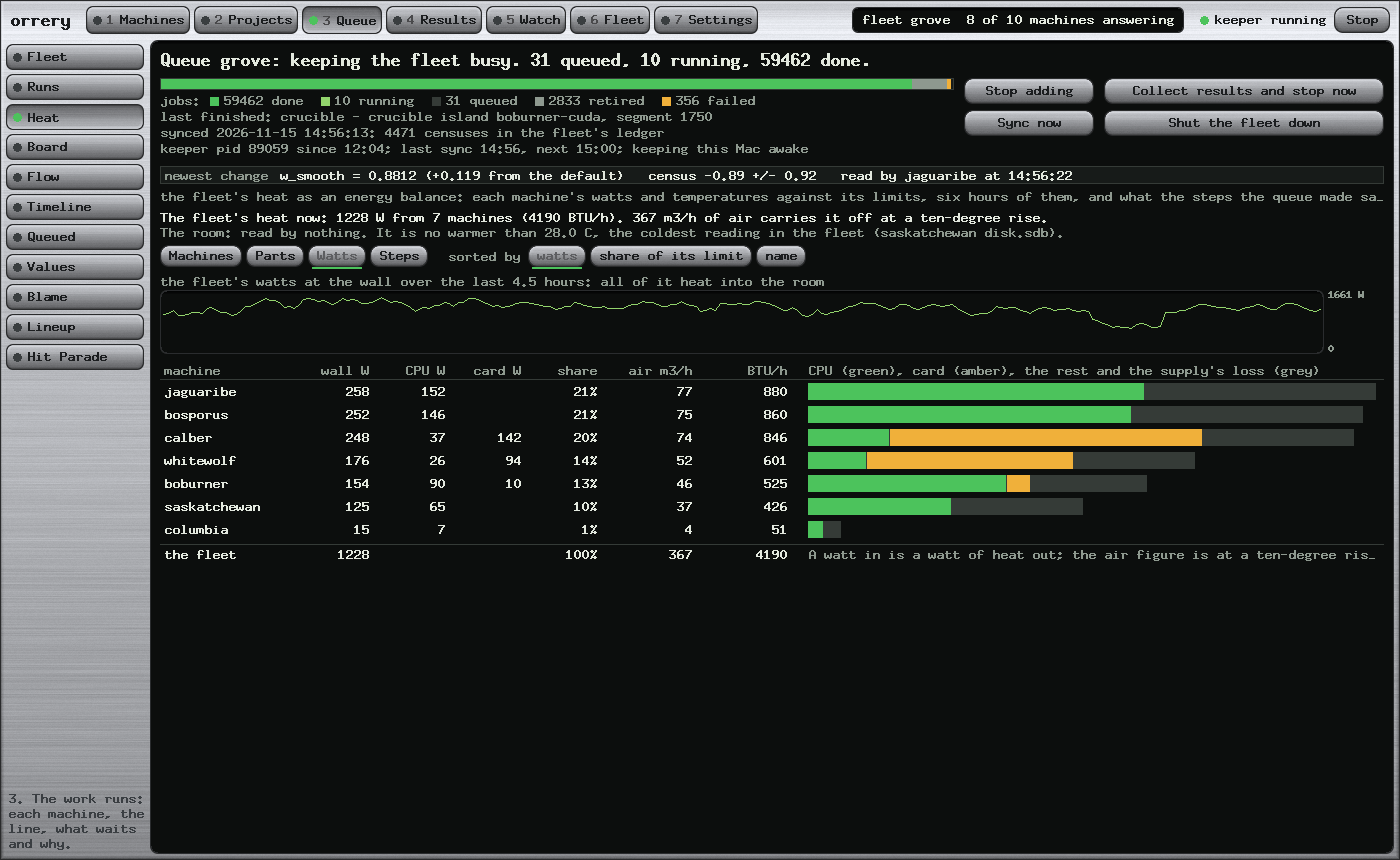 orrery 1 Machines 2 Projects 3 Queue 4 Results 5 Watch 6 Fleet 7 Settings fleet grove 8 of 10 machines answering keeper running Stop
Fleet
Runs
Heat
Board
Flow
Timeline
Queued
Values
Blame
Lineup
Hit Parade
3. The work runs:
each machine, the
line, what waits
and why.
Queue grove: keeping the fleet busy. 31 queued, 10 running, 59462 done.
jobs: 59462 done 10 running 31 queued 2833 retired 356 failed
last finished: crucible - crucible island boburner-cuda, segment 1750
synced 2026-11-15 14:56:13: 4471 censuses in the fleet's ledger
keeper pid 89059 since 12:04; last sync 14:56, next 15:00; keeping this Mac awake
Stop adding Collect results and stop now
Sync now Shut the fleet down
newest change w_smooth = 0.8812 (+0.119 from the default) census -0.89 +/- 0.92 read by jaguaribe at 14:56:22
the fleet's heat as an energy balance: each machine's watts and temperatures against its limits, six hours of them, and what the steps the queue made sa…
The fleet's heat now: 1228 W from 7 machines (4190 BTU/h). 367 m3/h of air carries it off at a ten-degree rise.
The room: read by nothing. It is no warmer than 28.0 C, the coldest reading in the fleet (saskatchewan disk.sdb).
Machines Parts Watts Steps sorted by watts share of its limit name
the fleet's watts at the wall over the last 4.5 hours: all of it heat into the room
1661 W
0
machine wall W CPU W card W share air m3/h BTU/h CPU (green), card (amber), the rest and the supply's loss (grey)
jaguaribe 258 152 21% 77 880
bosporus 252 146 21% 75 860
calber 248 37 142 20% 74 846
whitewolf 176 26 94 14% 52 601
boburner 154 90 10 13% 46 525
saskatchewan 125 65 10% 37 426
columbia 15 7 1% 4 51
the fleet 1228 100% 367 4190 A watt in is a watt of heat out; the air figure is at a ten-degree ris…